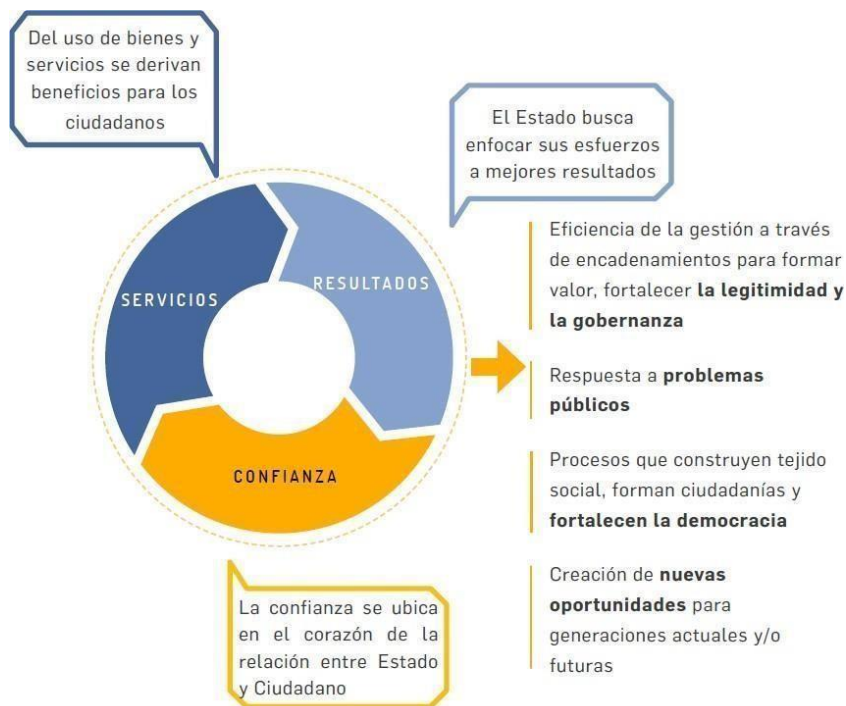 Del uso de bienes y
servicios se derivan
beneficios para los
ciudadanos
El Estado busca
enfocar sus esfuerzos
a mejores resultados
SERVICIOS
RESULTADOS
CONFIANZA
Eficiencia de la gestión a través
de encadenamientos para formar
valor, fortalecer la legitimidad y
la gobernanza
Respuesta a problemas
públicos
Procesos que construyen tejido
social, forman ciudadanías y
fortalecen la democracia
Creación de nuevas
oportunidades para
generaciones actuales y/o
futuras
La confianza se ubica
en el corazón de la
relación entre Estado
y Ciudadano